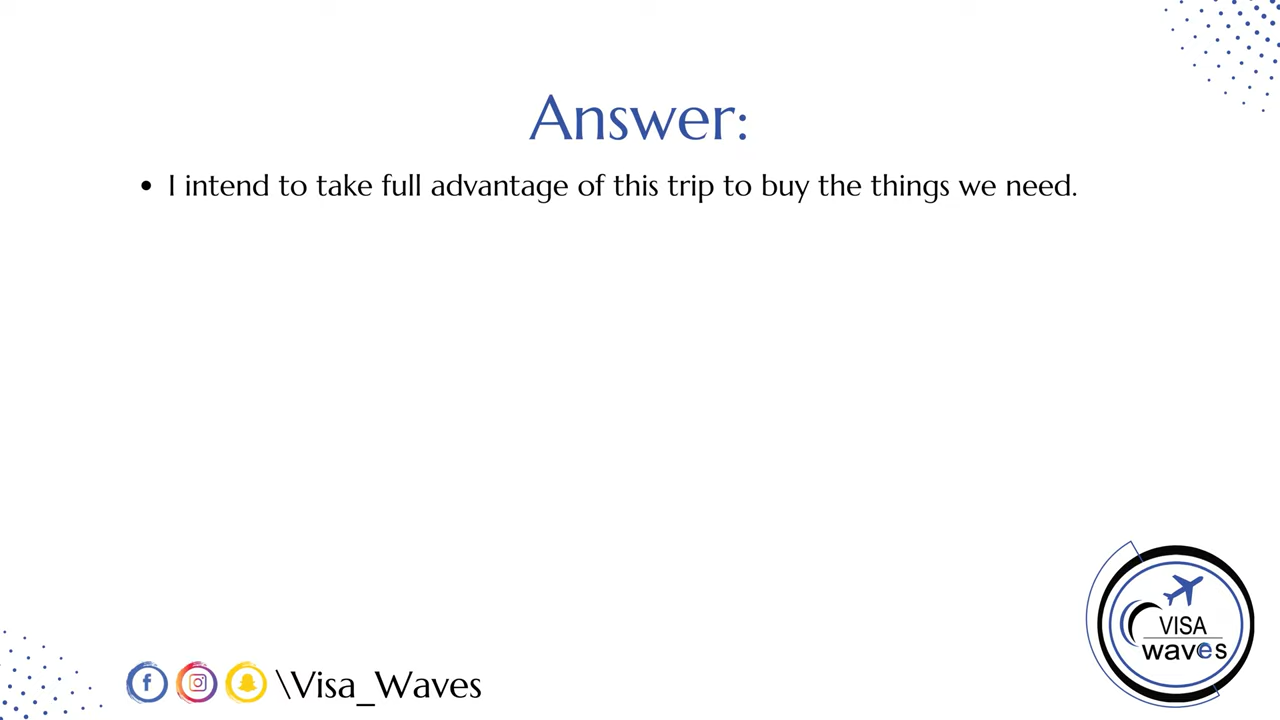 Answer:
• I intend to take full advantage of this trip to buy the things we need.
VISA
waves
\Visa_Waves